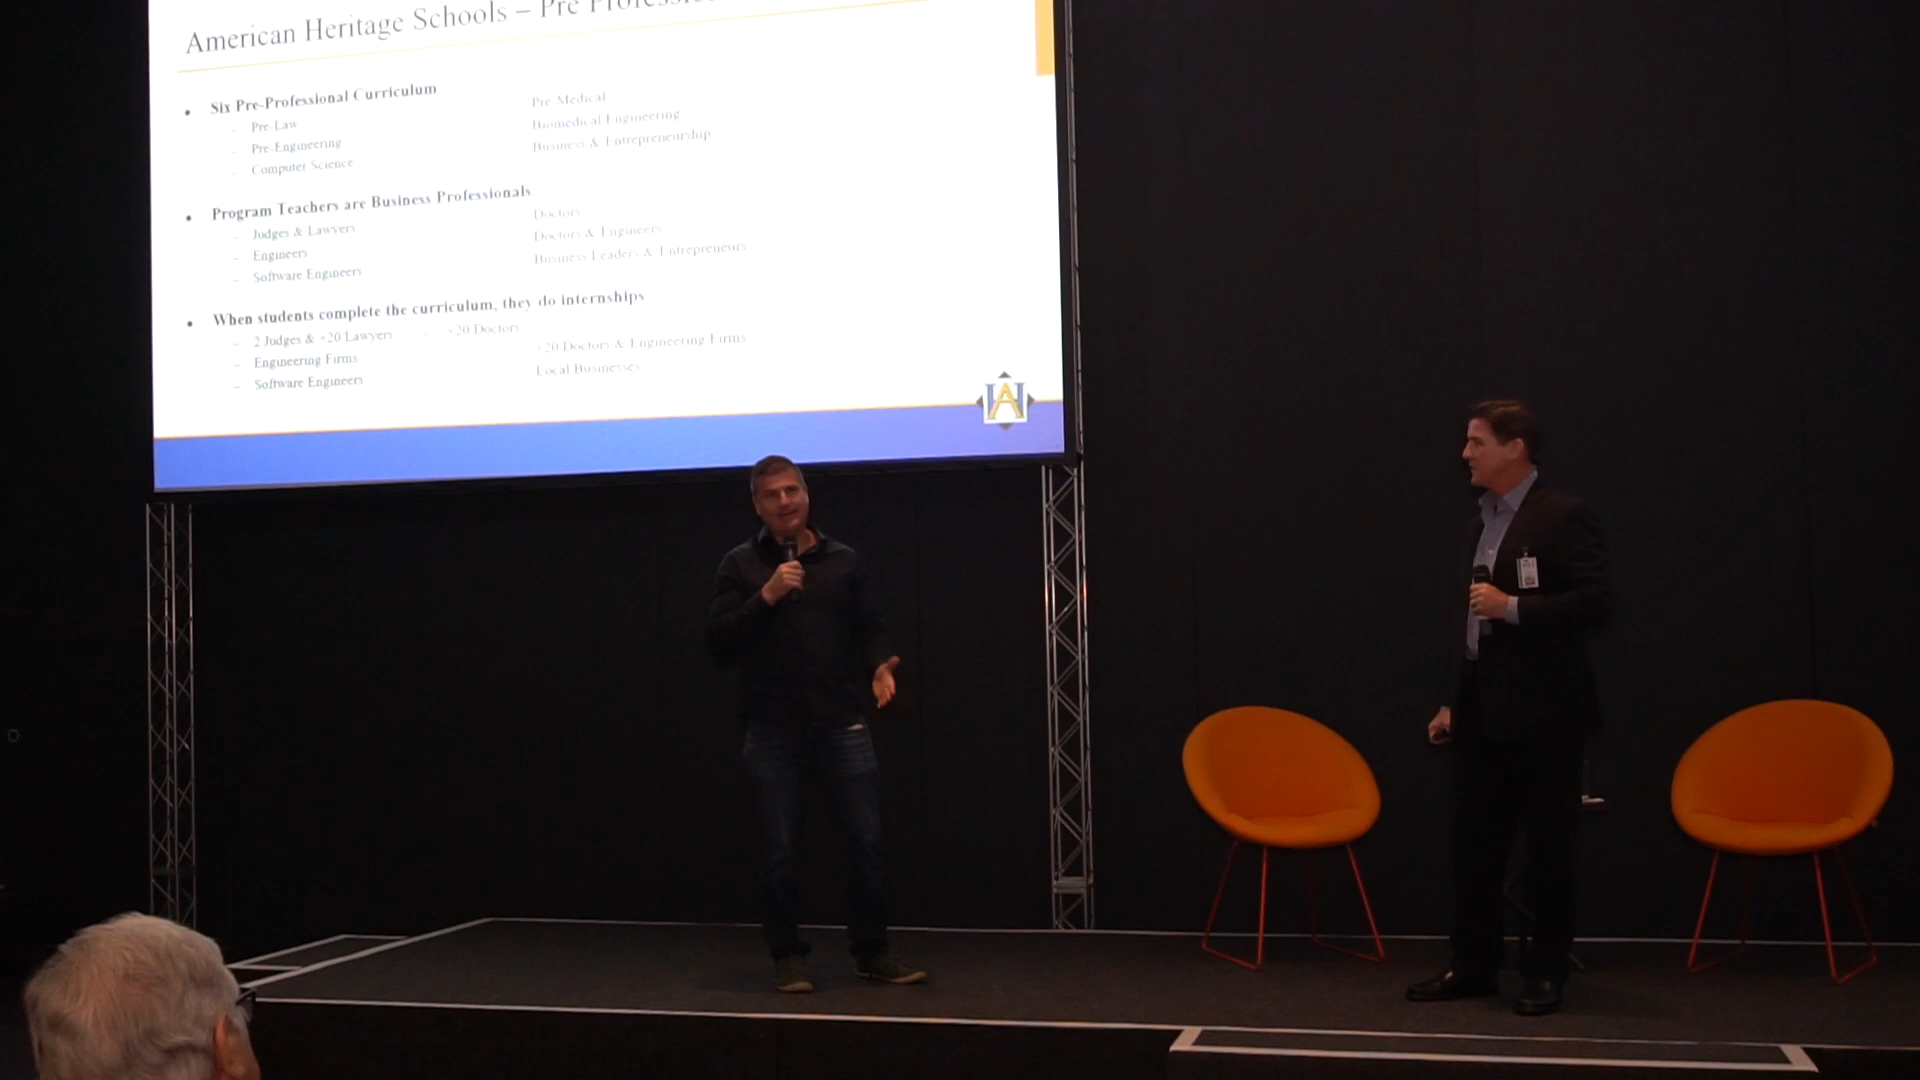 American Heritage Schools – Pre
• Six Pre-Professional Curriculum
– Pre-Law
Pre Medical
– Pre-Engineering
Biomedical Engineering
– Computer Science
Business & Entrepreneurship
• Program Teachers are Business Professionals
– Judges & Lawyers
Doctors
– Engineers
Doctors & Engineers
– Software Engineers
Business Leaders & Entrepreneurs
• When students complete the curriculum, they do internships
– 2 Judges & ~20 Lawyers – ~20 Doctors
– Engineering Firms
~20 Doctors & Engineering Firms
– Software Engineers
Local Businesses
AH